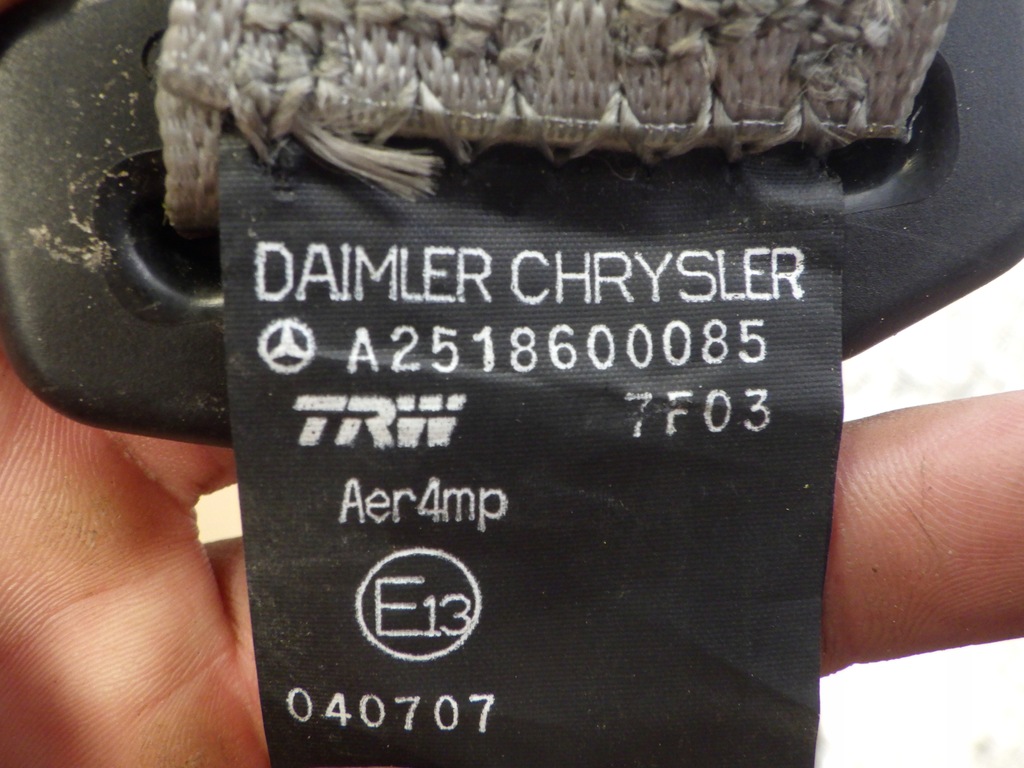 DAIMLER CHRYSLER
A2518600085
TRW 7F03
Aer4mp
E13
040707